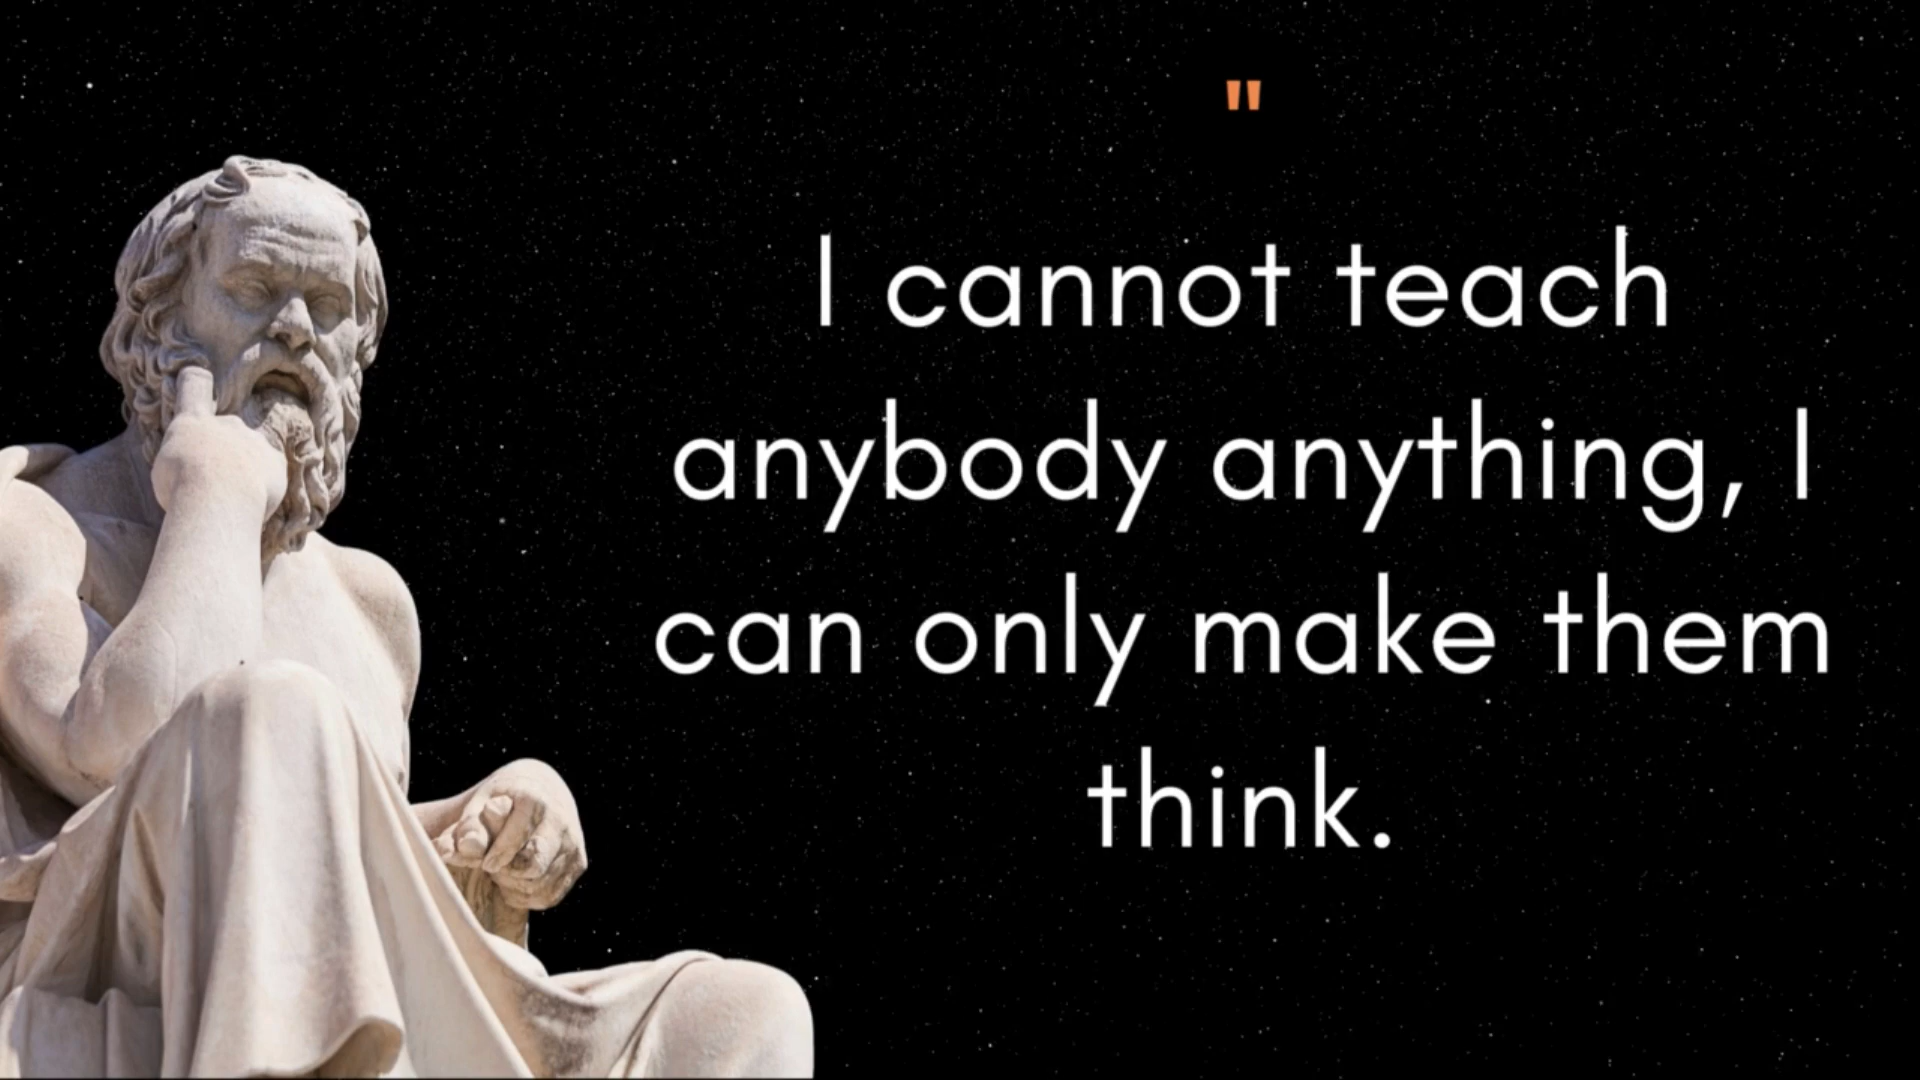 "
I cannot teach
anybody anything, I
can only make them
think.